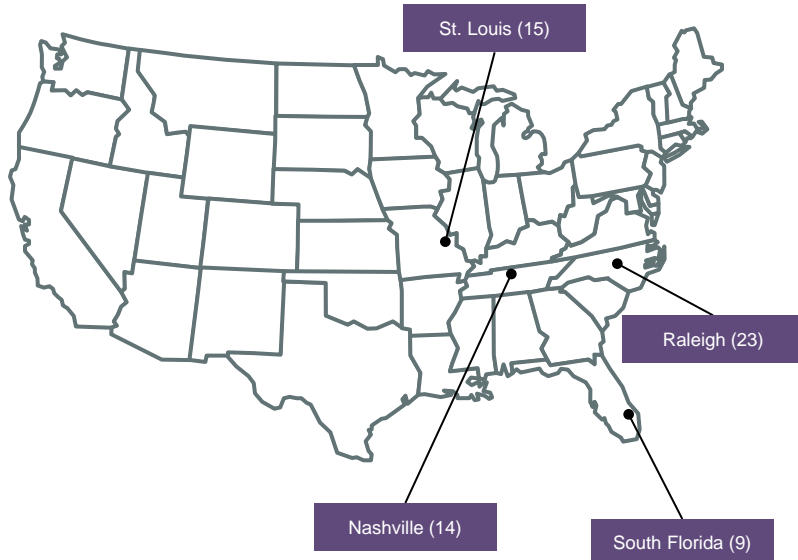 St. Louis (15)
Raleigh (23)
Nashville (14)
South Florida (9)